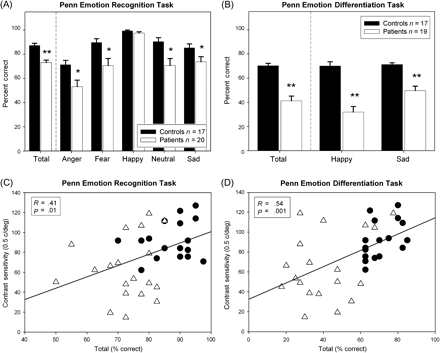 (A) Penn Emotion Recognition Task
Percent correct
100
80
60
40
20
0
** * * * *
Controls n = 17
Patients n = 20
Total Anger Fear Happy Neutral Sad
(B) Penn Emotion Differentiation Task
Percent correct
120
100
80
60
40
20
0
Controls n = 17
Patients n = 19
** ** **
Total Happy Sad
(C) Penn Emotion Recognition Task
R = .41
P = .01
Contrast sensitivity (0.5 c/deg)
140
120
100
80
60
40
20
0
40 50 60 70 80 90 100
Total (% correct)
(D) Penn Emotion Differentiation Task
R = .54
P = .001
Contrast sensitivity (0.5 c/deg)
140
120
100
80
60
40
20
0
0 20 40 60 80 100
Total (% correct)